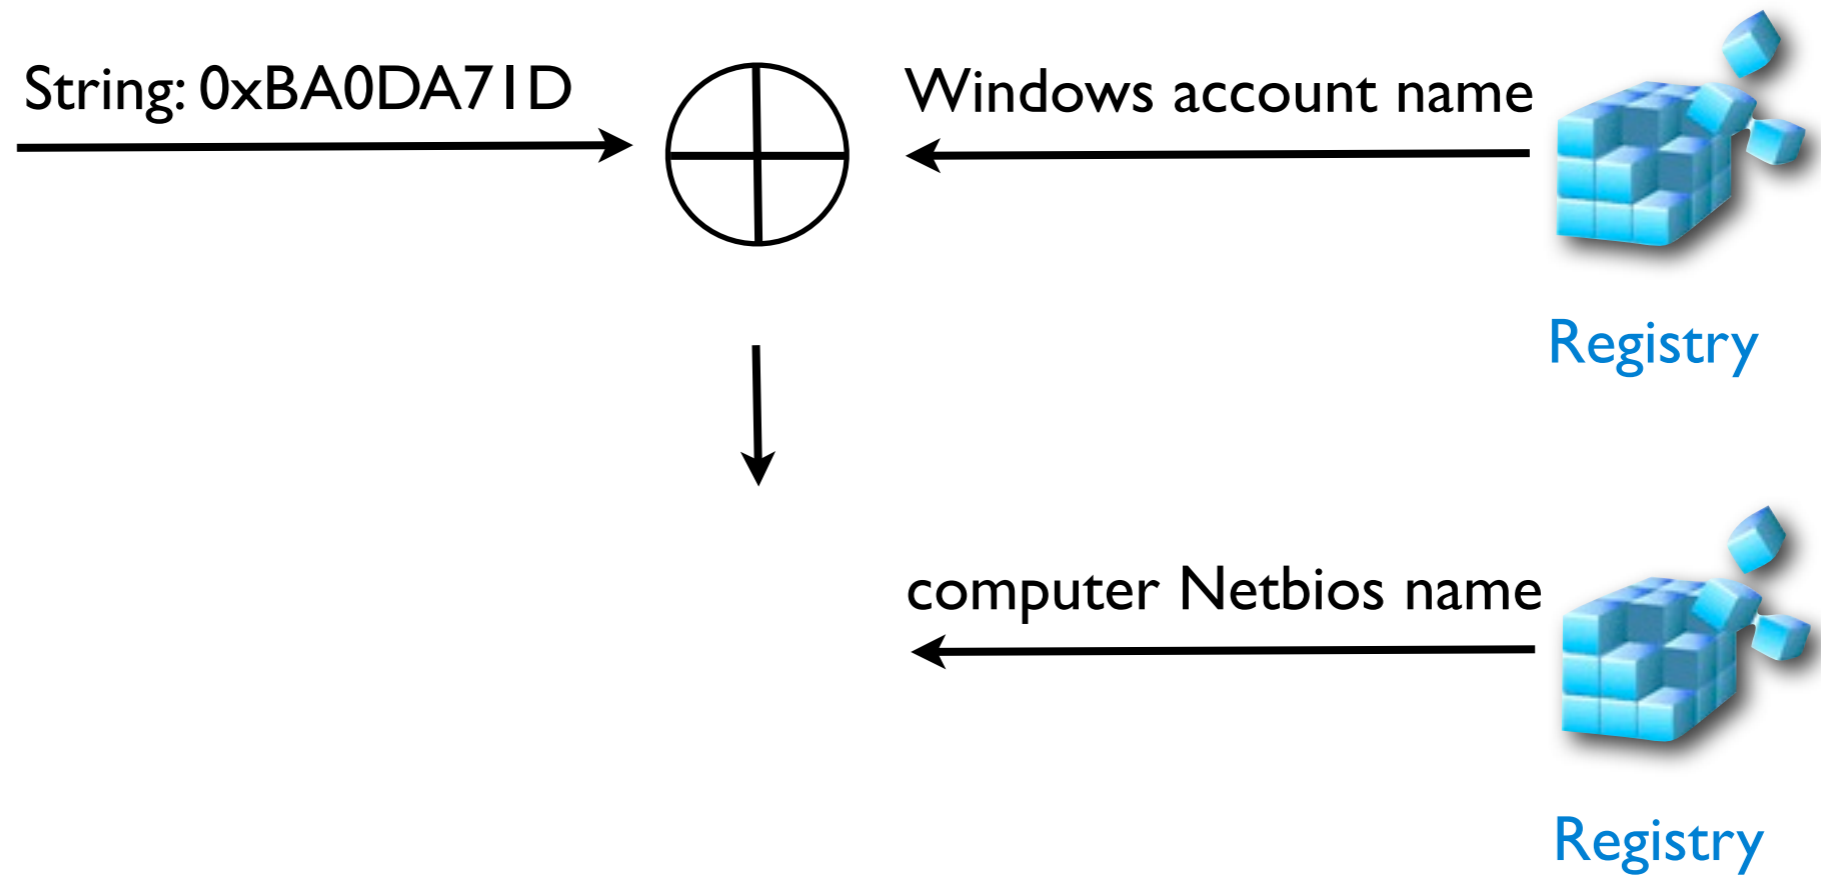 String: 0xBA0DA71D
Windows account name
Registry
computer Netbios name
Registry